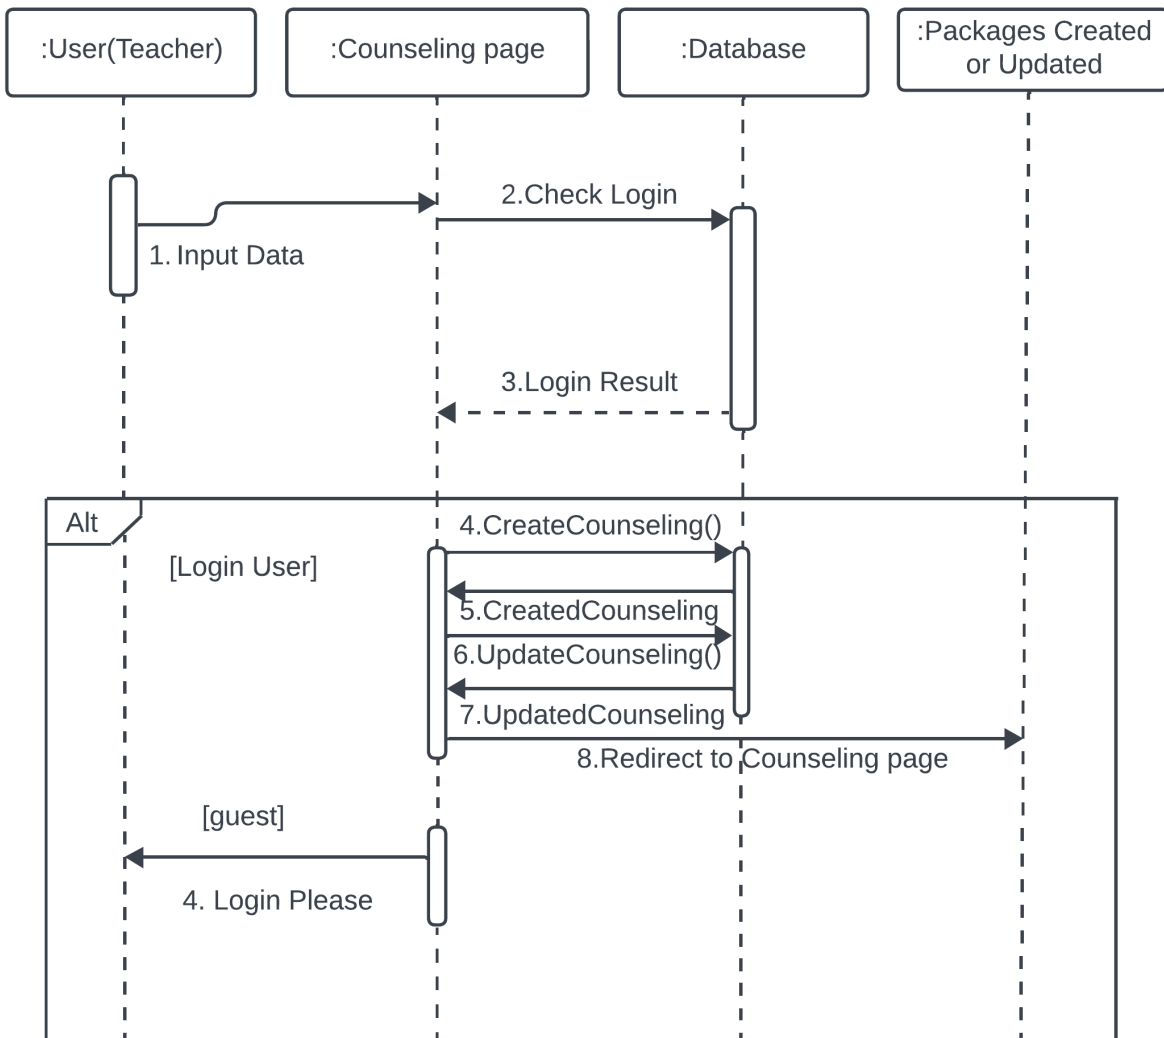 :User(Teacher)
:Counseling page
:Database
:Packages Created
or Updated
2.Check Login
1. Input Data
3.Login Result
Alt
4.CreateCounseling()
[Login User]
5.CreatedCounseling
6.UpdateCounseling()
7.UpdatedCounseling
8.Redirect to Counseling page
[guest]
4. Login Please